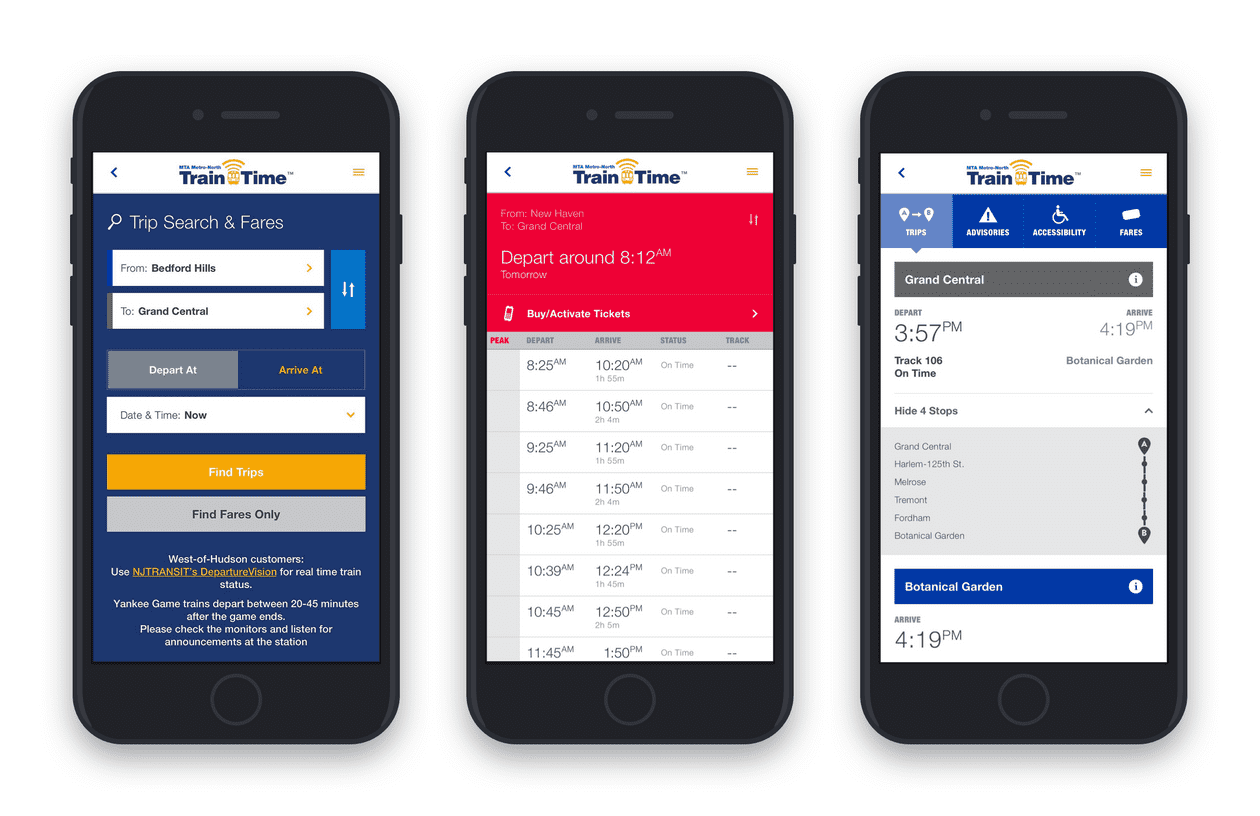 MTA Metro-North
Train Time™
Trip Search & Fares
From: Bedford Hills
To: Grand Central
Depart At
Arrive At
Date & Time: Now
Find Trips
Find Fares Only
West-of-Hudson customers:
Use NJTRANSIT's DepartureVision for real time train
status.
Yankee Game trains depart between 20-45 minutes
after the game ends.
Please check the monitors and listen for
announcements at the station
MTA Metro-North
Train Time™
From: New Haven
To: Grand Central
Depart around 8:12AM
Tomorrow
Buy/Activate Tickets
PEAK DEPART ARRIVE STATUS TRACK
8:25AM 10:20AM On Time --
1h 55m
8:46AM 10:50AM On Time --
2h 4m
9:25AM 11:20AM On Time --
1h 55m
9:46AM 11:50AM On Time --
2h 4m
10:25AM 12:20PM On Time --
1h 55m
10:39AM 12:24PM On Time --
1h 45m
10:45AM 12:50PM On Time --
2h 5m
11:45AM 1:50PM On Time --
MTA Metro-North
Train Time™
A B
TRIPS ADVISORIES ACCESSIBILITY FARES
Grand Central i
DEPART ARRIVE
3:57PM 4:19PM
Track 106 Botanical Garden
On Time
Hide 4 Stops
Grand Central A
Harlem-125th St.
Melrose
Tremont
Fordham
Botanical Garden B
Botanical Garden i
ARRIVE
4:19PM